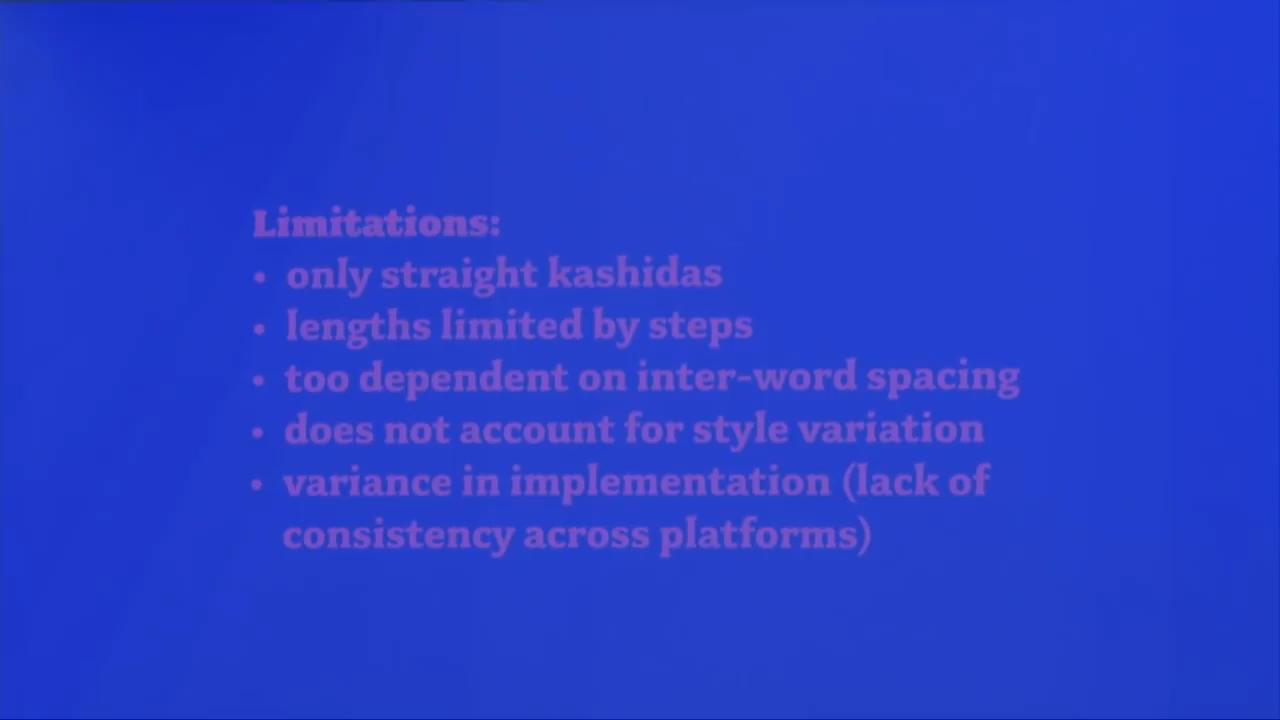 Limitations:
• only straight kashidas
• lengths limited by steps
• too dependent on inter-word spacing
• does not account for style variation
• variance in implementation (lack of
consistency across platforms)